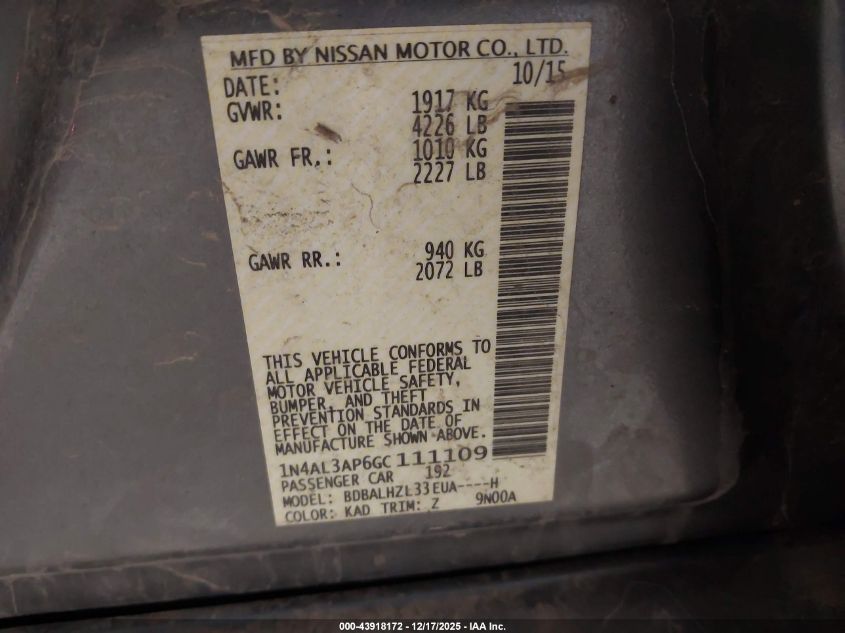 MFD BY NISSAN MOTOR CO., LTD.
DATE: 10/15
GVWR: 1917 KG
4226 LB
GAWR FR.: 1010 KG
2227 LB
GAWR RR.: 940 KG
2072 LB
THIS VEHICLE CONFORMS TO
ALL APPLICABLE FEDERAL
MOTOR VEHICLE SAFETY,
BUMPER, AND THEFT
PREVENTION STANDARDS IN
EFFECT ON THE DATE OF
MANUFACTURE SHOWN ABOVE.
1N4AL3AP6GC111109
PASSENGER CAR 192
MODEL: BDBALHZL33EUA----H
COLOR: KAD TRIM: Z 9N00A
000-43918172 - 12/17/2025 - IAA Inc.